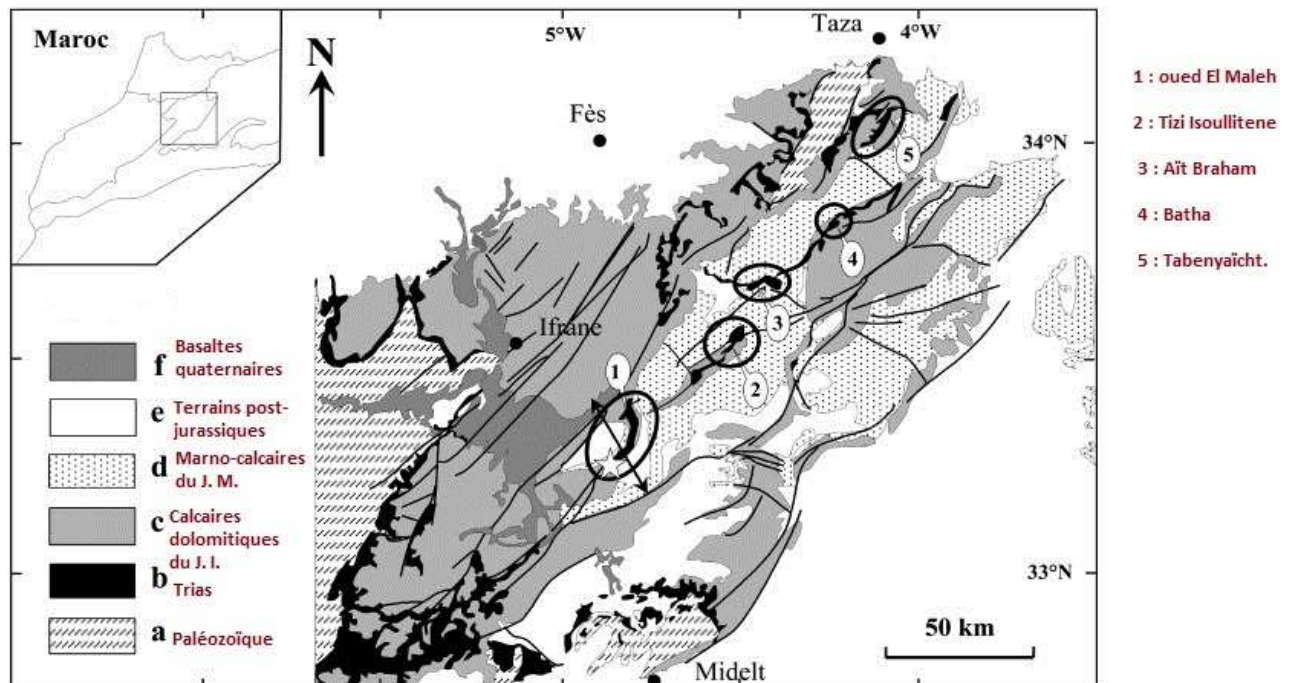 Maroc
N
5°W
Taza
4°W
Fès
34°N
Ifrane
33°N
50 km
Midelt
1
2
3
4
5
f Basaltes
quaternaires
e Terrains post-
jurassiques
d Marno-calcaires
du J. M.
c Calcaires
dolomitiques
du J. I.
b Trias
a Paléozoïque
1 : oued El Maleh
2 : Tizi Isoullitene
3 : Aït Braham
4 : Batha
5 : Tabenyaïcht.